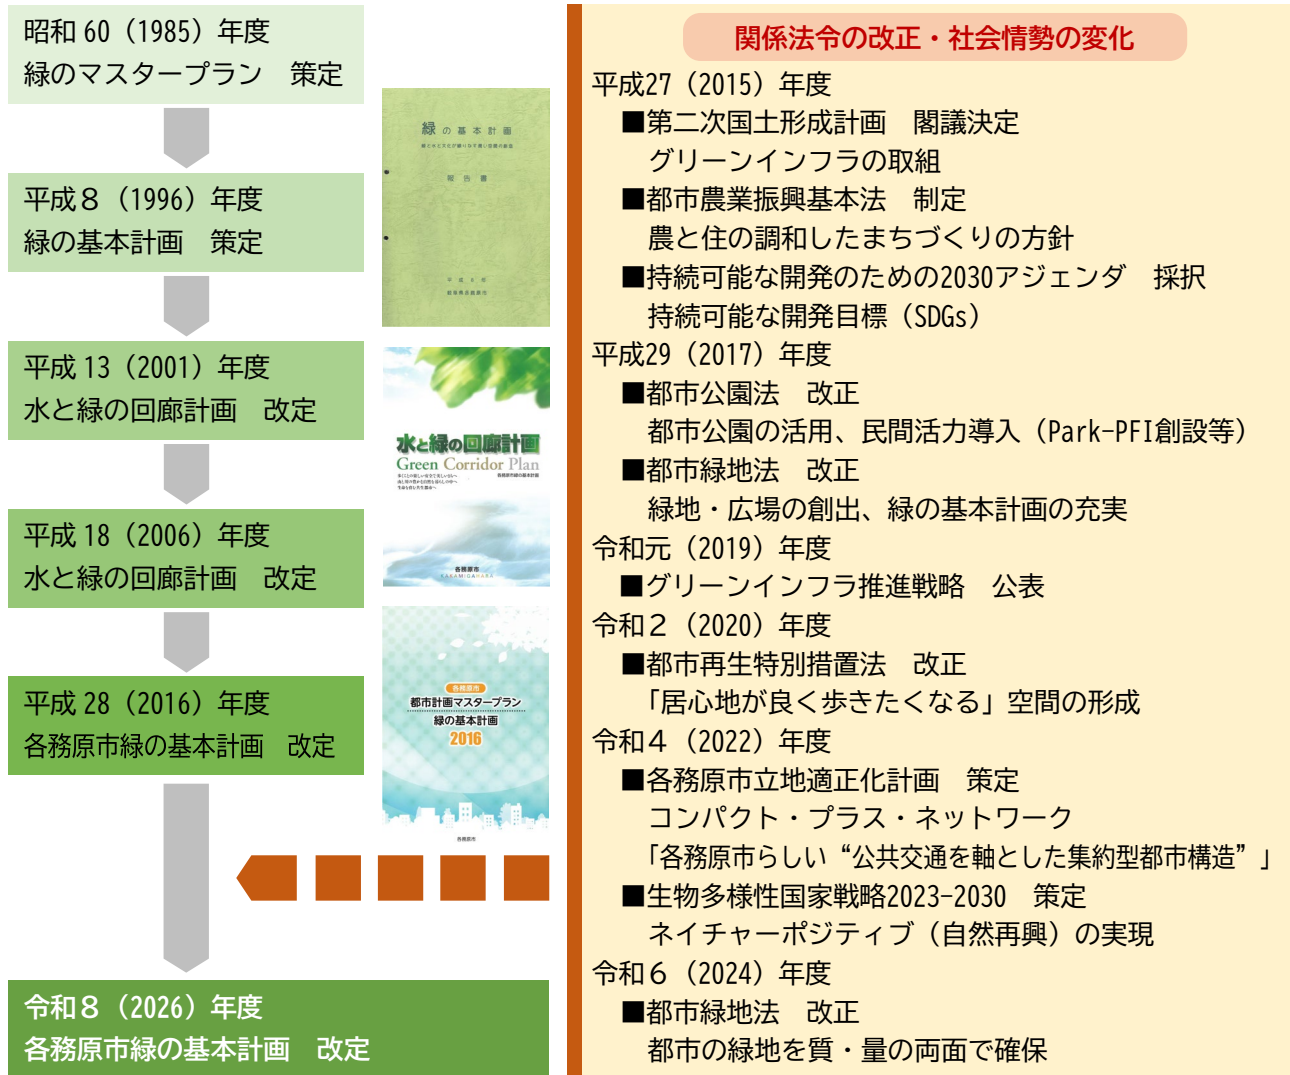 昭和60（1985）年度
緑のマスタープラン　策定
平成８（1996）年度
緑の基本計画　策定
平成13（2001）年度
水と緑の回廊計画　改定
平成18（2006）年度
水と緑の回廊計画　改定
平成28（2016）年度
各務原市緑の基本計画　改定
令和８（2026）年度
各務原市緑の基本計画　改定
緑の基本計画
報告書
水と緑の回廊計画
Green Corridor Plan
各務原市緑の基本計画
各務原市
KAKAMIGAHARA
各務原市
都市計画マスタープラン
緑の基本計画
2016
各務原市
関係法令の改正・社会情勢の変化
平成27（2015）年度
■第二次国土形成計画　閣議決定
グリーンインフラの取組
■都市農業振興基本法　制定
農と住の調和したまちづくりの方針
■持続可能な開発のための2030アジェンダ　採択
持続可能な開発目標（SDGs）
平成29（2017）年度
■都市公園法　改正
都市公園の活用、民間活力導入（Park-PFI創設等）
■都市緑地法　改正
緑地・広場の創出、緑の基本計画の充実
令和元（2019）年度
■グリーンインフラ推進戦略　公表
令和２（2020）年度
■都市再生特別措置法　改正
「居心地が良く歩きたくなる」空間の形成
令和４（2022）年度
■各務原市立地適正化計画　策定
コンパクト・プラス・ネットワーク
「各務原市らしい“公共交通を軸とした集約型都市構造”」
■生物多様性国家戦略2023-2030　策定
ネイチャーポジティブ（自然再興）の実現
令和６（2024）年度
■都市緑地法　改正
都市の緑地を質・量の両面で確保